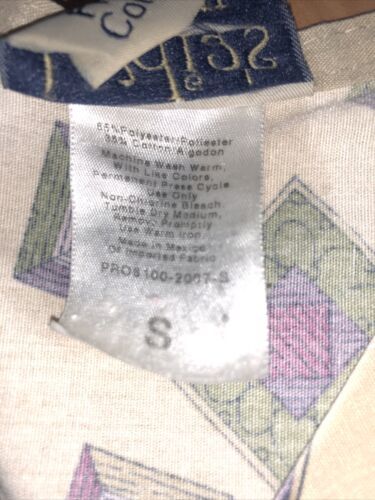 65%Polyester/Poliester
35% Cotton/Algodon
Machine Wash Warm,
With Like Colors,
Permanent Press Cycle
Use Only
Non-Chlorine Bleach,
Tumble Dry Medium,
Remove Promptly
Use Warm Iron
Made in Mexico
Of Imported Fabric
PRO8100-2007-S
S